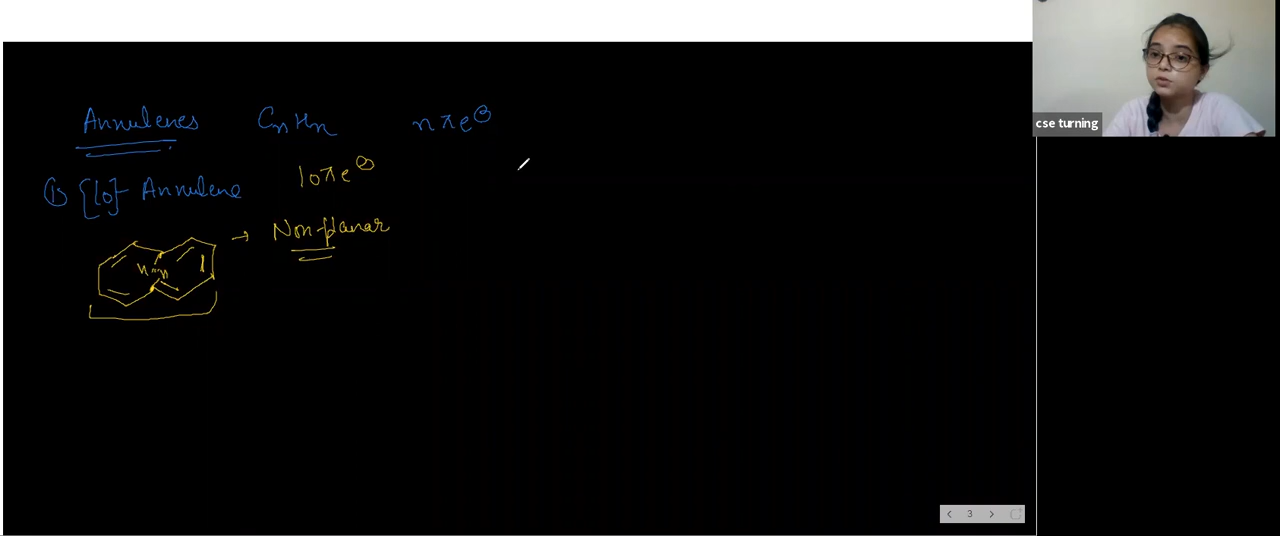 Annulenes CnHn nπe⊖
① [10]- Annulene 10πe⊖
→ Non-planar
H H
cse turning
3